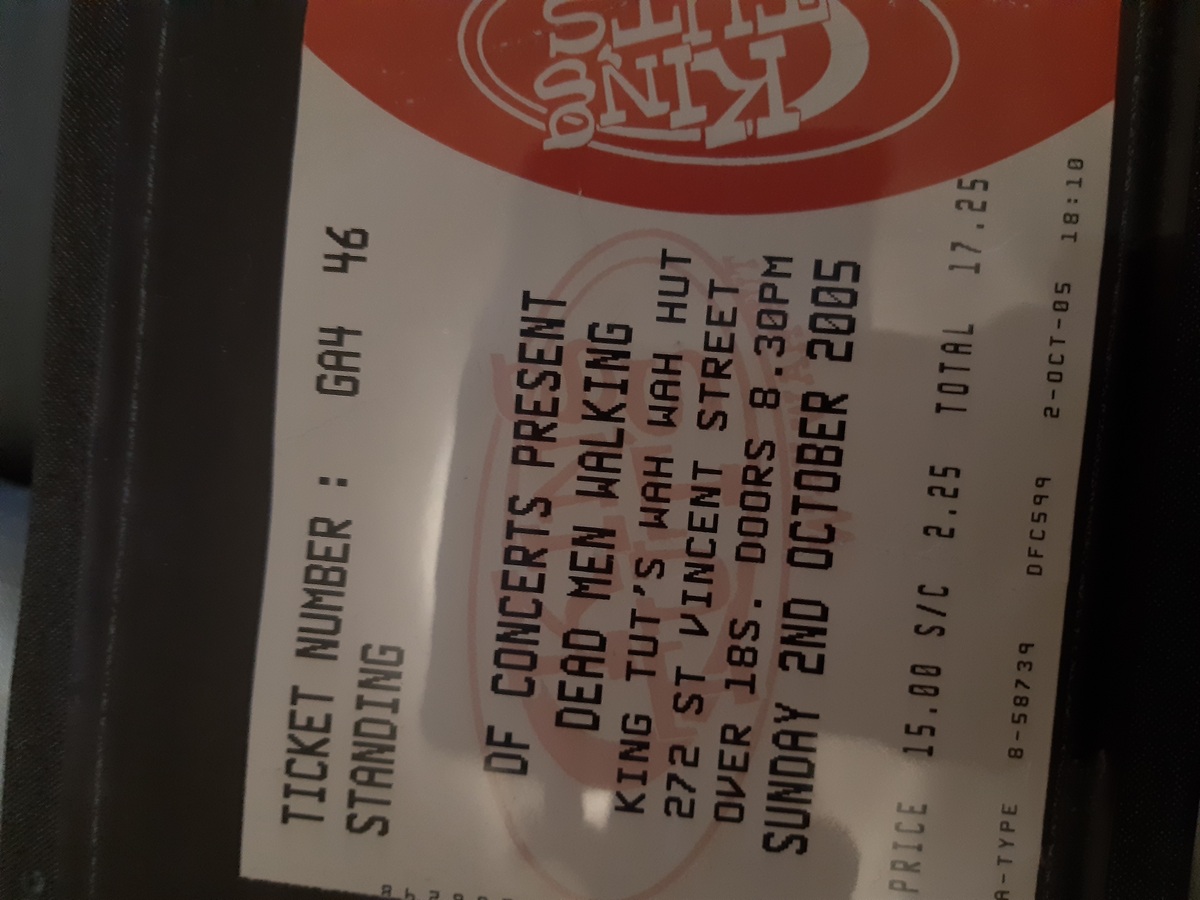 TICKET NUMBER : GA4 46
STANDING
DF CONCERTS PRESENT
DEAD MEN WALKING
KING TUT'S WAH WAH HUT
272 ST VINCENT STREET
OVER 18S. DOORS 8.30PM
SUNDAY 2ND OCTOBER 2005
PRICE 15.00 S/C 2.25 TOTAL 17.25
A-TYPE 8-58739 DFC599 2-OCT-05 18:10
KING
TUT